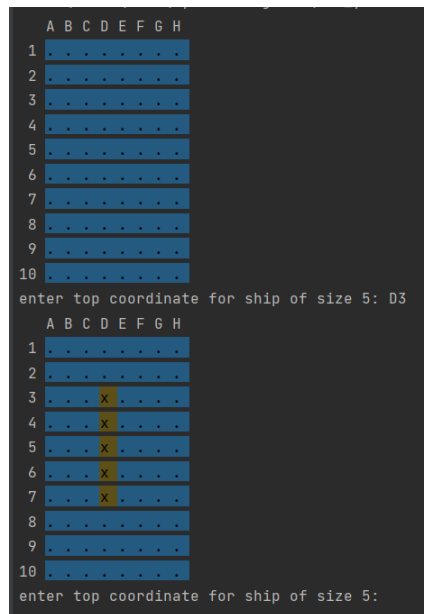 A B C D E F G H
1 . . . . . . . .
2 . . . . . . . .
3 . . . . . . . .
4 . . . . . . . .
5 . . . . . . . .
6 . . . . . . . .
7 . . . . . . . .
8 . . . . . . . .
9 . . . . . . . .
10 . . . . . . . .
enter top coordinate for ship of size 5: D3
A B C D E F G H
1 . . . . . . . .
2 . . . . . . . .
3 . . . x . . . .
4 . . . x . . . .
5 . . . x . . . .
6 . . . x . . . .
7 . . . x . . . .
8 . . . . . . . .
9 . . . . . . . .
10 . . . . . . . .
enter top coordinate for ship of size 5: